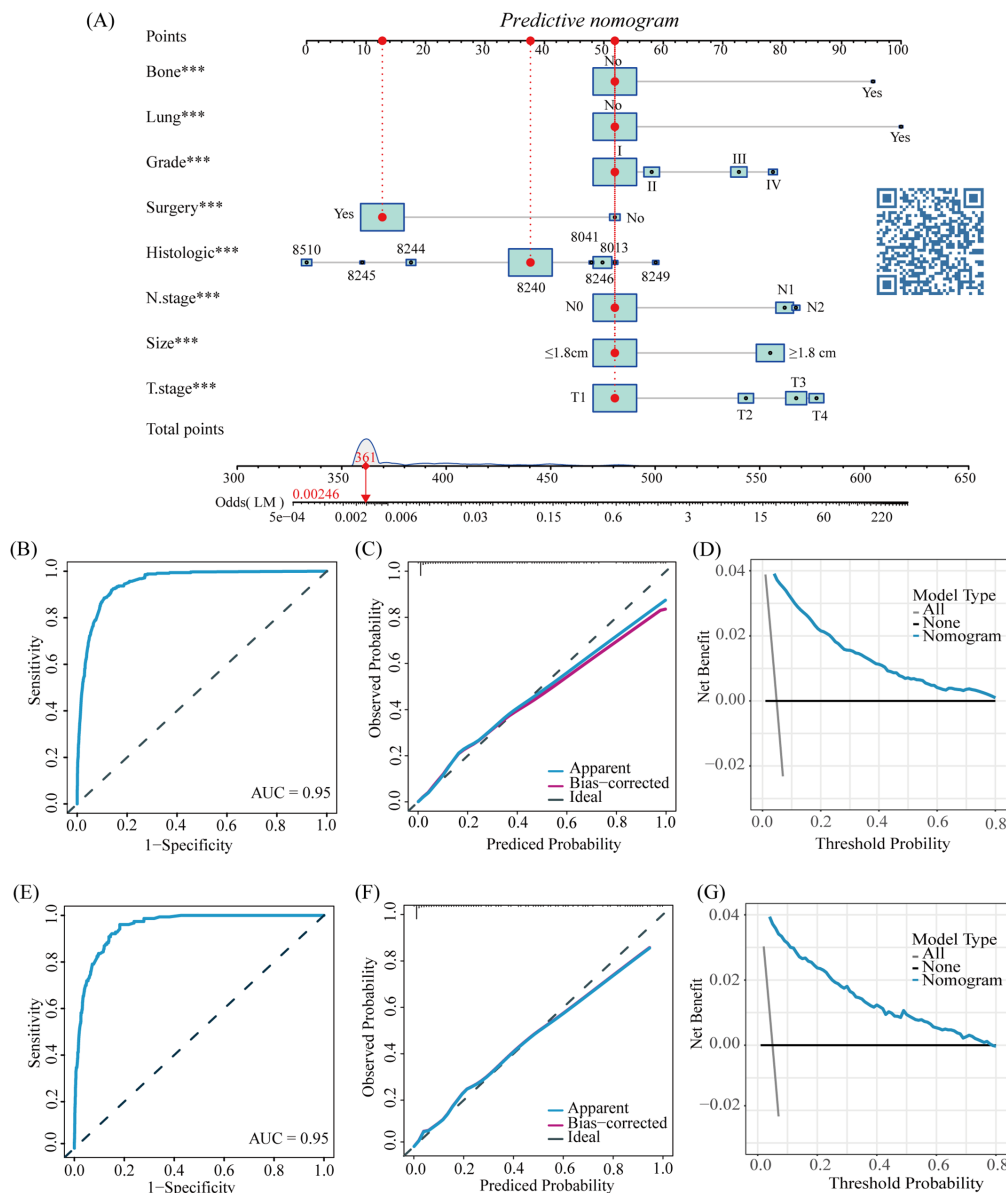 (A)
Predictive nomogram
Points
0 10 20 30 40 50 60 70 80 90 100
Bone***
No
Yes
Lung***
No
Yes
Grade***
I
II
III
IV
Surgery***
Yes
No
Histologic***
8510
8245
8244
8240
8041
8246
8013
8249
N.stage***
N0
N1
N2
Size***
≤1.8cm
≥1.8 cm
T.stage***
T1
T2
T3
T4
Total points
361
300 350 400 450 500 550 600 650
0.00246
Odds( LM )
5e−04 0.002 0.006 0.03 0.15 0.6 3 15 60 220
(B)
Sensitivity
0.0 0.2 0.4 0.6 0.8 1.0
AUC = 0.95
0.0 0.2 0.4 0.6 0.8 1.0
1−Specificity
(C)
Observed Probability
0.0 0.2 0.4 0.6 0.8 1.0
Apparent
Bias−corrected
Ideal
0.0 0.2 0.4 0.6 0.8 1.0
Prediced Probability
(D)
Net Benefit
0.04
0.02
0.00
−0.02
Model Type
All
None
Nomogram
0.0 0.2 0.4 0.6 0.8
Threshold Probility
(E)
Sensitivity
0.0 0.2 0.4 0.6 0.8 1.0
AUC = 0.95
0.0 0.2 0.4 0.6 0.8 1.0
1−Specificity
(F)
Observed Probability
0.0 0.2 0.4 0.6 0.8 1.0
Apparent
Bias−corrected
Ideal
0.0 0.2 0.4 0.6 0.8 1.0
Prediced Probability
(G)
Net Benefit
0.04
0.02
0.00
−0.02
Model Type
All
None
Nomogram
0.0 0.2 0.4 0.6 0.8
Threshold Probability